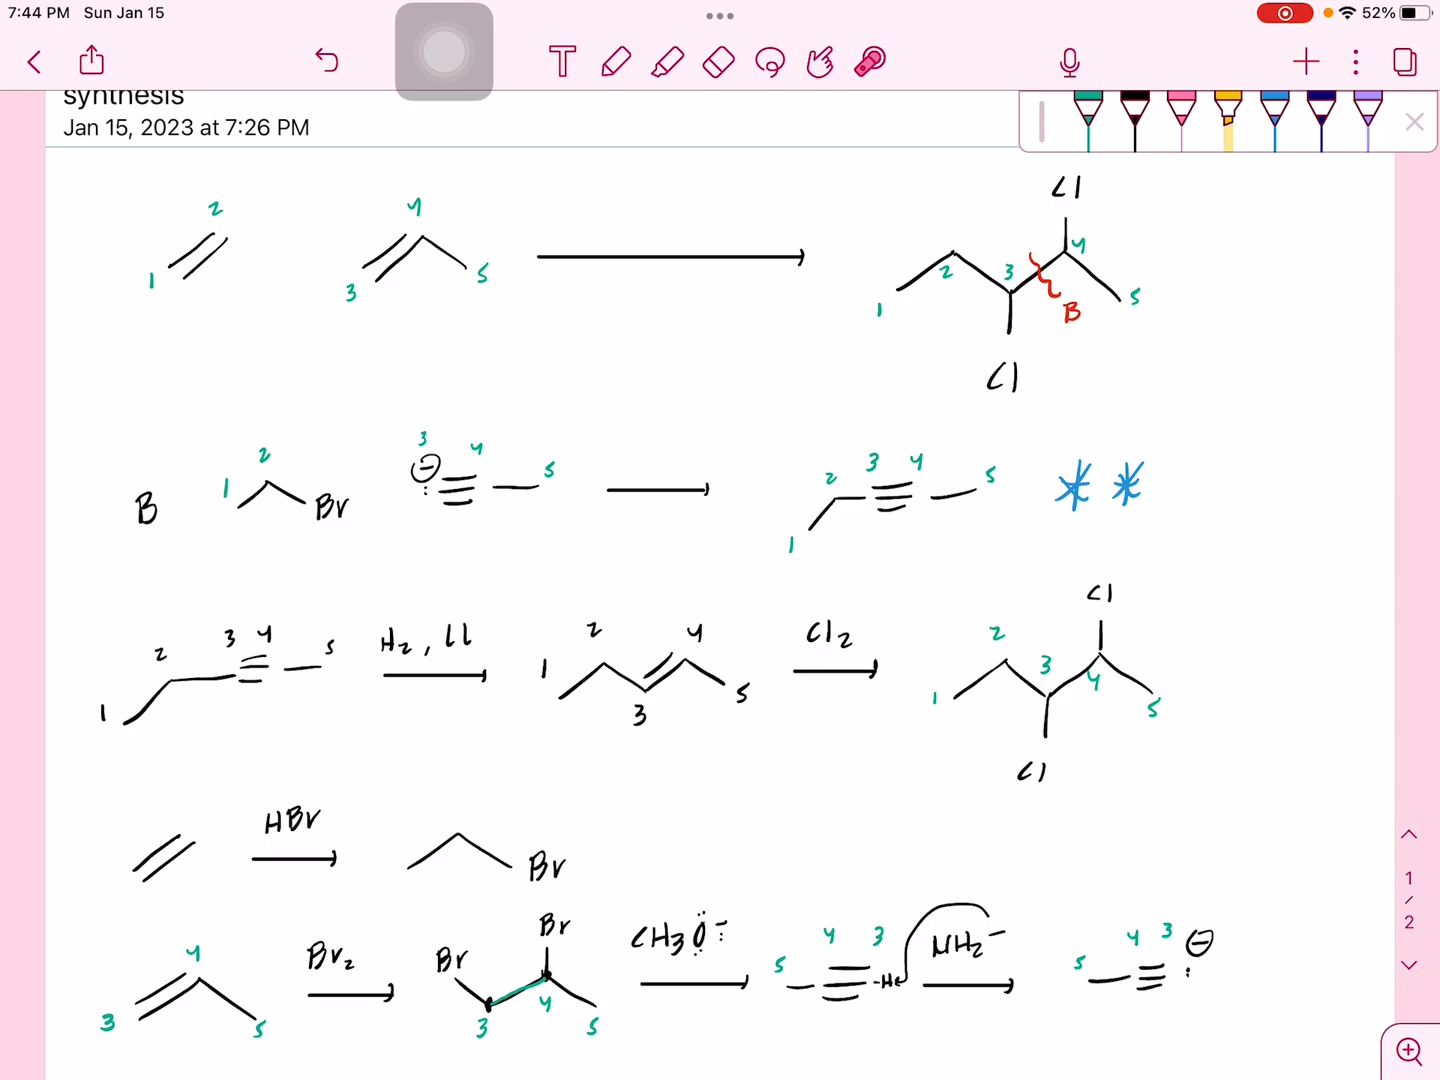 7:44 PM Sun Jan 15
52%
synthesis
Jan 15, 2023 at 7:26 PM
Cl
2 4
1 3 5
2 3 4
1 B 5
Cl
B 1 2 Br
3 ⊖ : 4 5
1 2 3 4 5
1 2 3 4 5
H2, LL
1 2 3 4 5
Cl2
Cl
1 2 3 4 5
Cl
HBr
Br
3 4 5
Br2
Br Br
3 4 5
CH3O:−
5 4 3 -H
NH2−
5 4 3 ⊖ :
1
/
2